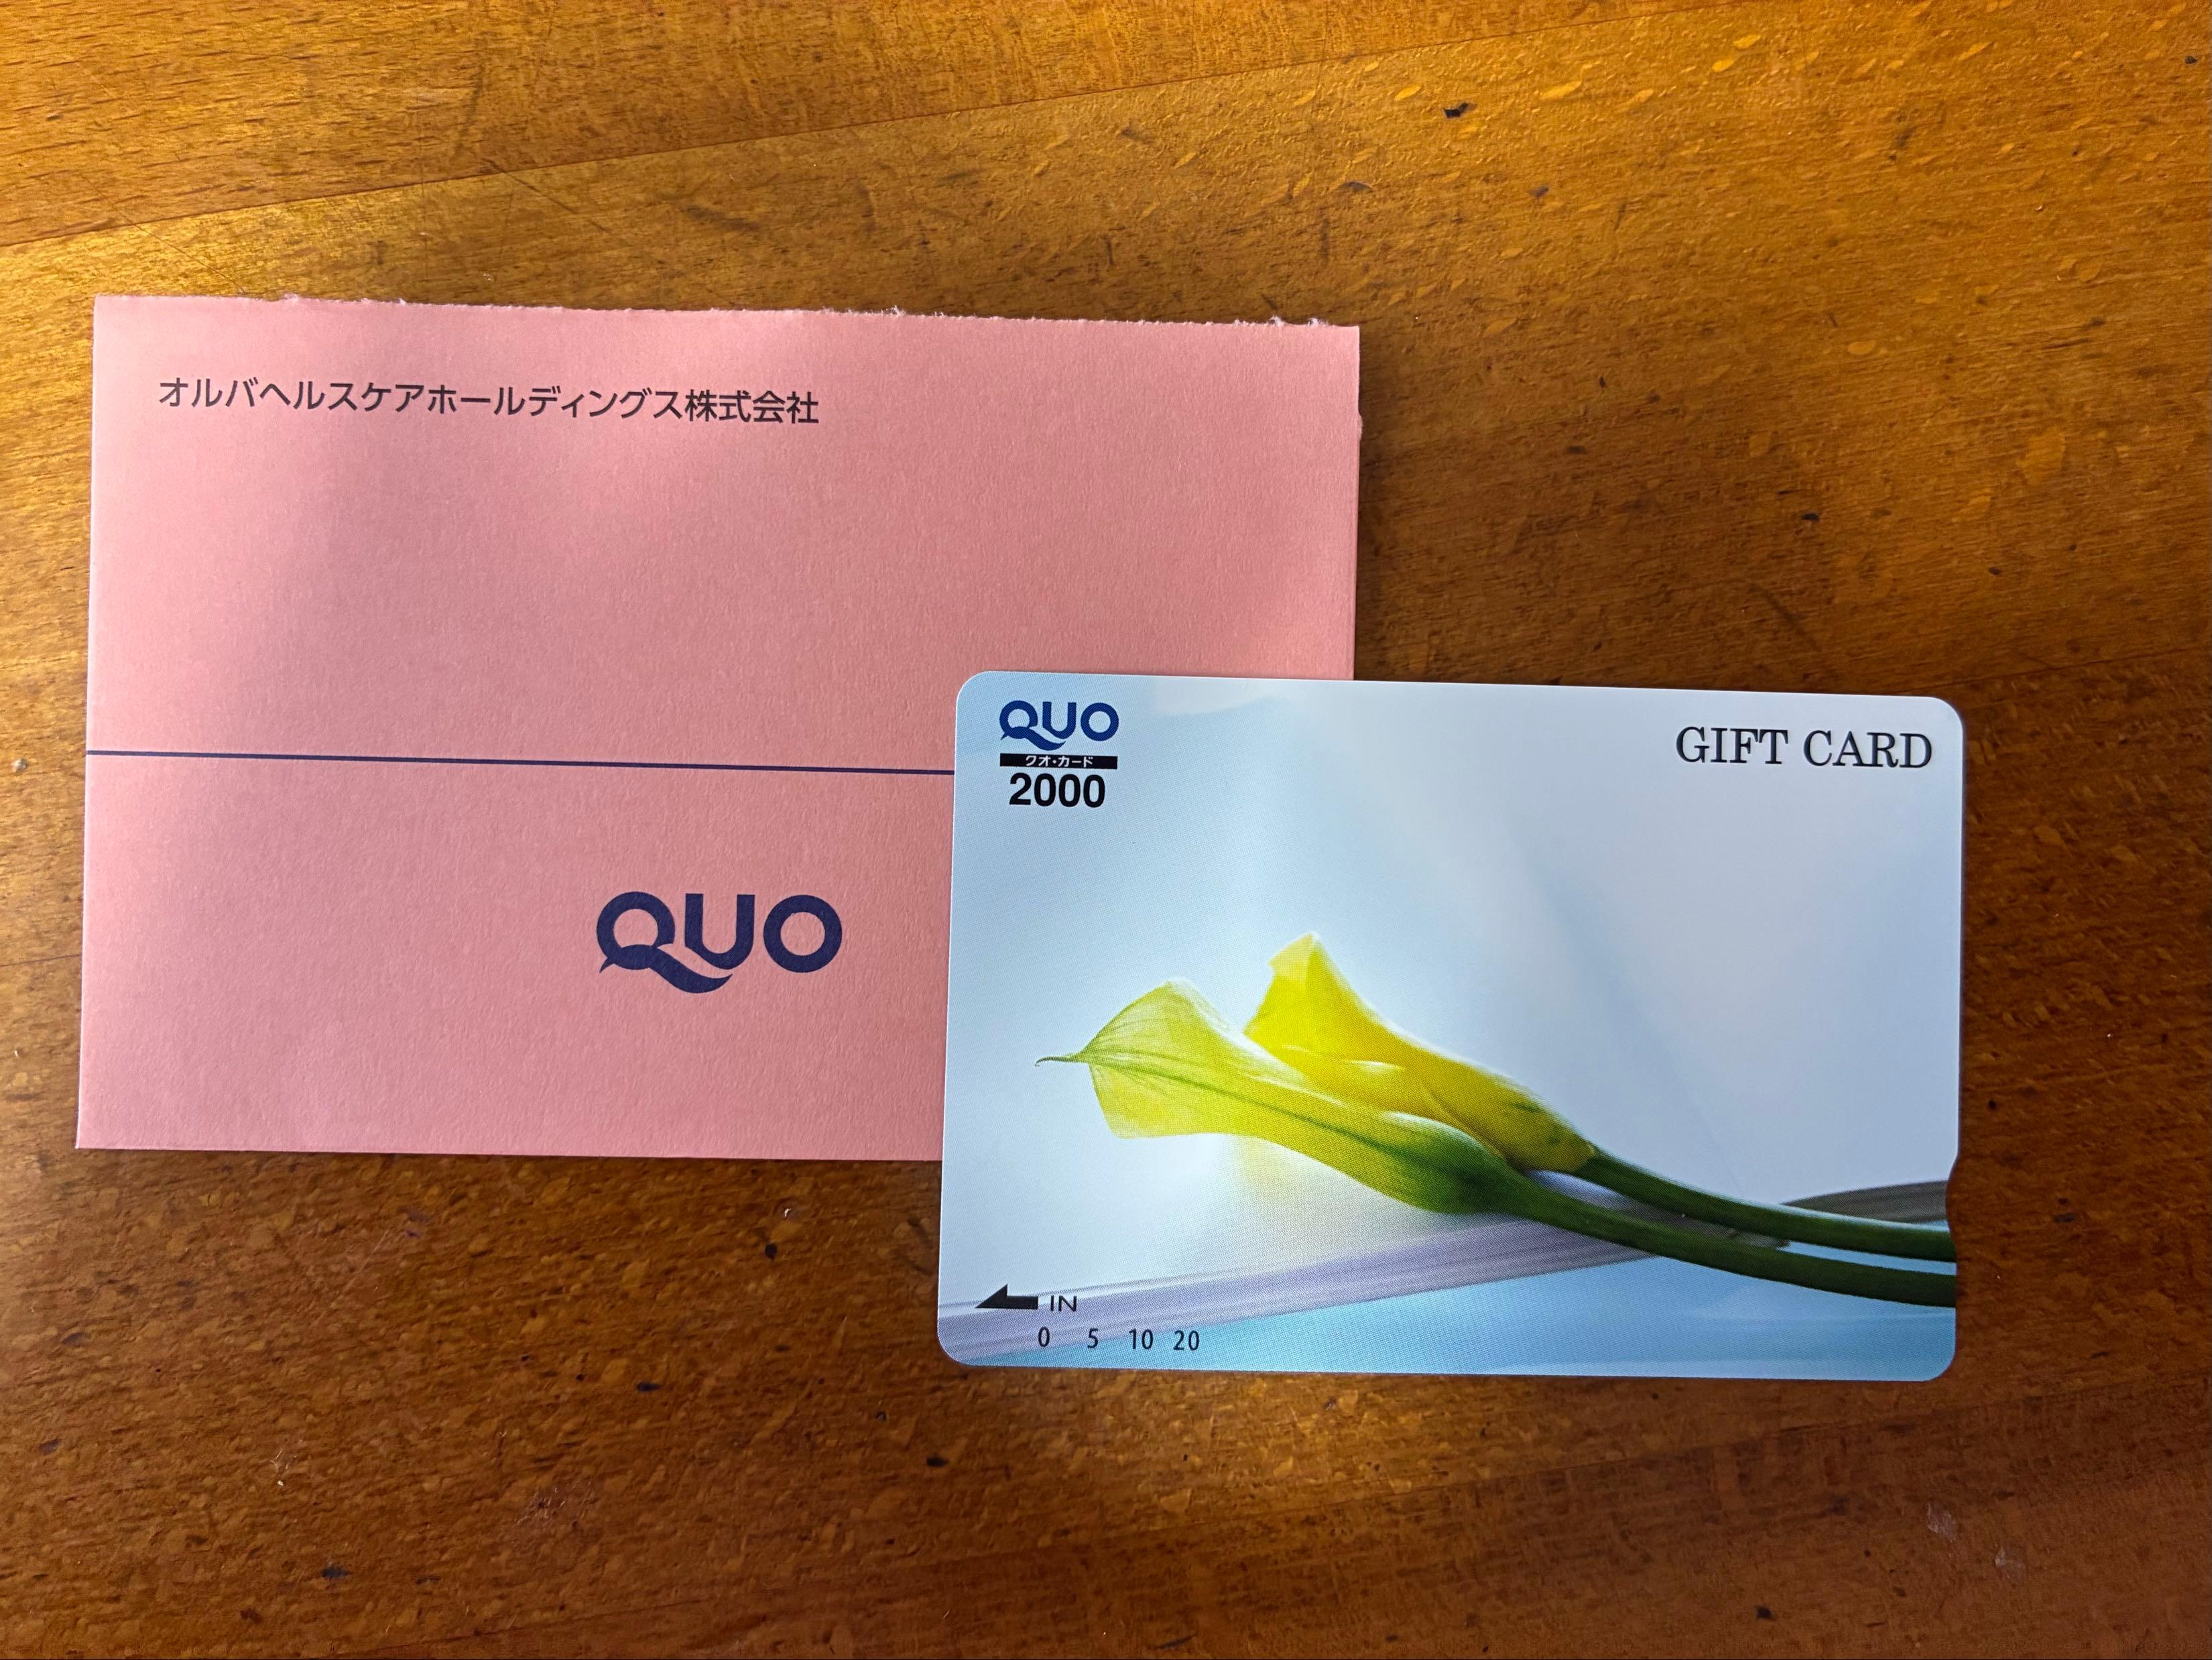 オルバヘルスケアホールディングス株式会社
QUO
QUO
クオ・カード
2000
GIFT CARD
IN
0 5 10 20